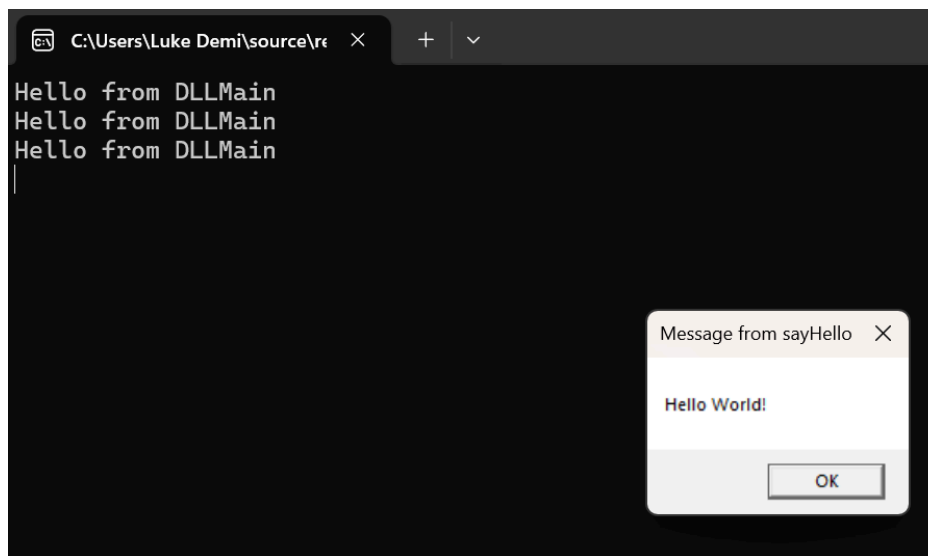 C:\Users\Luke Demi\source\re
Hello from DLLMain
Hello from DLLMain
Hello from DLLMain
Message from sayHello
Hello World!
OK